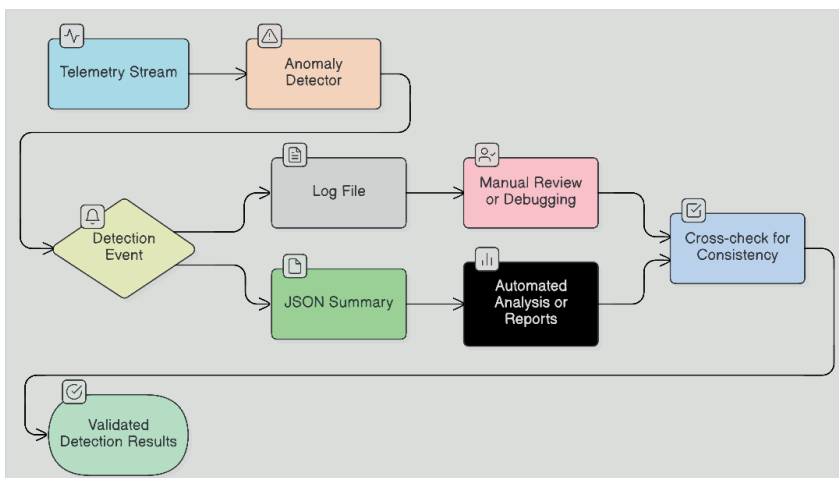 Telemetry Stream
Anomaly
Detector
Detection
Event
Log File
Manual Review
or Debugging
JSON Summary
Automated
Analysis or
Reports
Cross-check for
Consistency
Validated
Detection Results